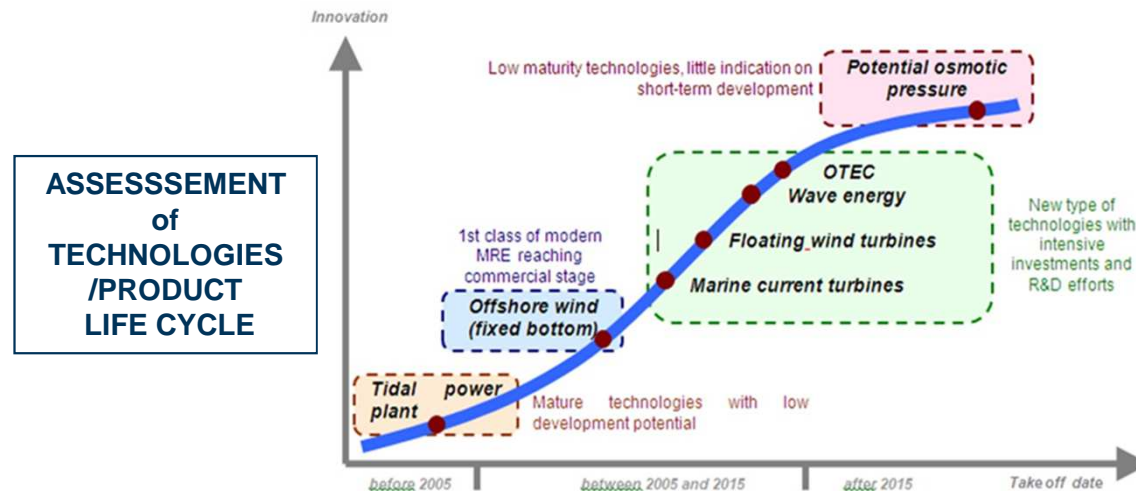 Innovation
Low maturity technologies, little indication on
short-term development
Potential osmotic
pressure
ASSESSSEMENT
of
TECHNOLOGIES
/PRODUCT
LIFE CYCLE
OTEC
Wave energy
Floating wind turbines
Marine current turbines
New type of
technologies with
intensive
investments and
R&D efforts
1st class of modern
MRE reaching
commercial stage
Offshore wind
(fixed bottom)
Tidal power
plant
Mature technologies with low
development potential
before 2005
between 2005 and 2015
after 2015
Take off date